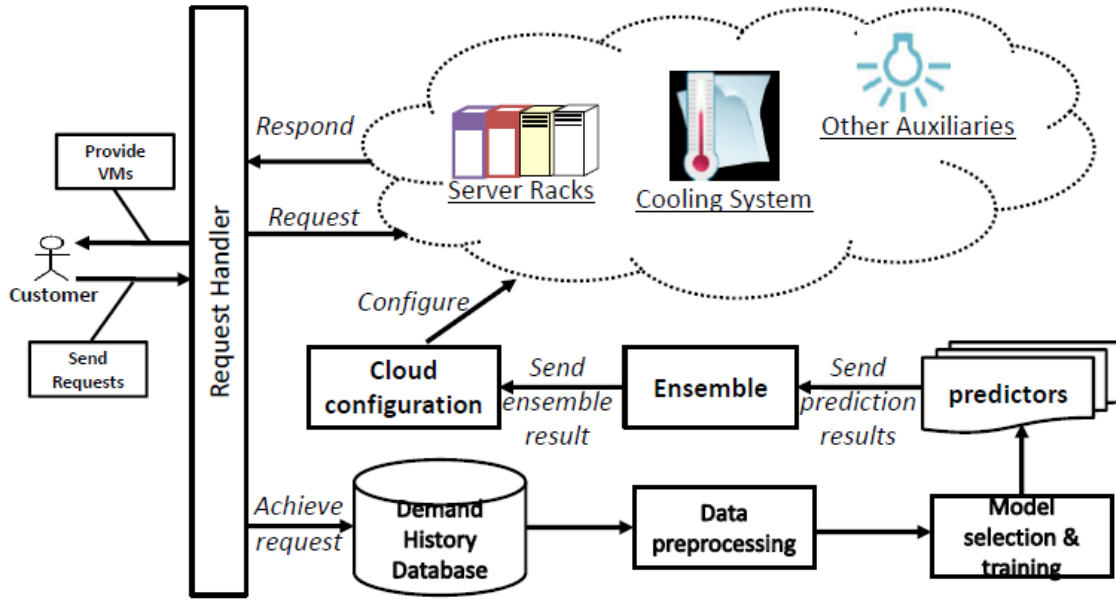 Provide
VMs
Customer
Send
Requests
Request Handler
Respond
Request
Server Racks
Cooling System
Other Auxiliaries
Configure
Cloud
configuration
Send
ensemble
result
Ensemble
Send
prediction
results
predictors
Achieve
request
Demand
History
Database
Data
preprocessing
Model
selection &
training